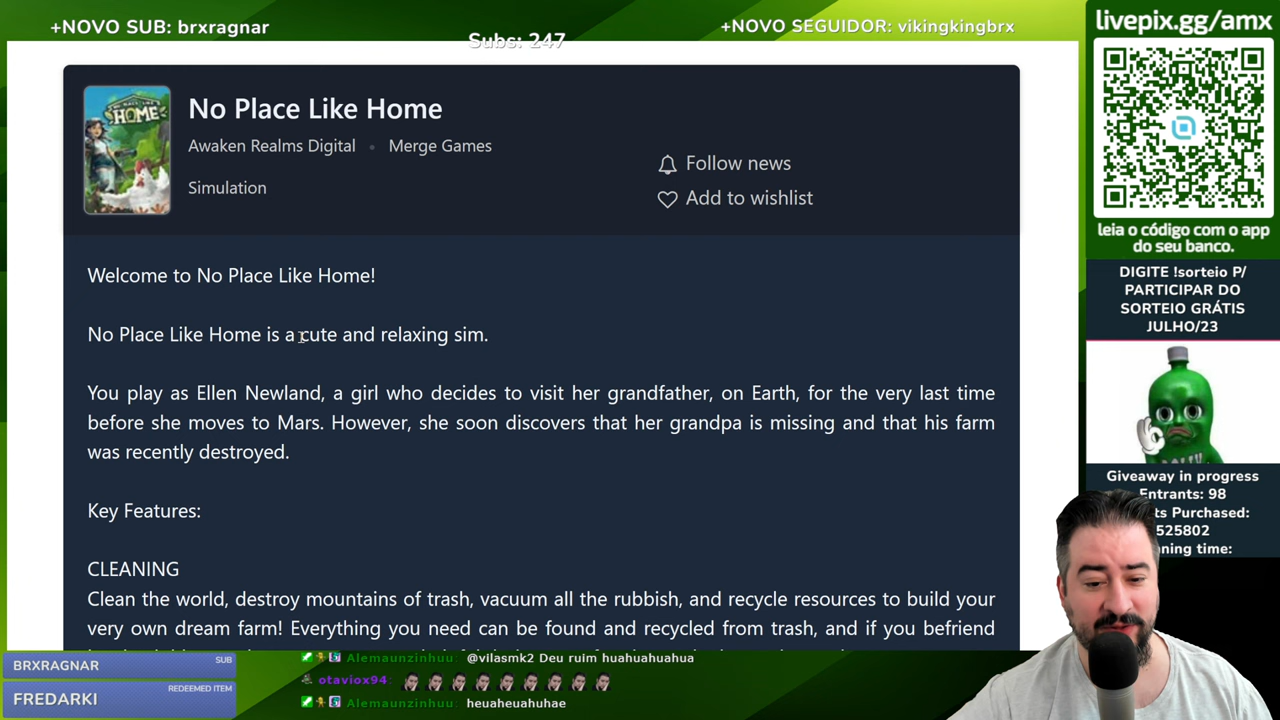 +NOVO SUB: brxragnar
Subs: 247
+NOVO SEGUIDOR: vikingkingbrx
livepix.gg/amx
leia o código com o app
do seu banco.
DIGITE !sorteio P/
PARTICIPAR DO
SORTEIO GRÁTIS
JULHO/23
Giveaway in progress
Entrants: 98
ts Purchased:
525802
ning time:
HOME
No Place Like Home
Awaken Realms Digital • Merge Games
Simulation
Follow news
Add to wishlist
Welcome to No Place Like Home!
No Place Like Home is a cute and relaxing sim.
You play as Ellen Newland, a girl who decides to visit her grandfather, on Earth, for the very last time
before she moves to Mars. However, she soon discovers that her grandpa is missing and that his farm
was recently destroyed.
Key Features:
CLEANING
Clean the world, destroy mountains of trash, vacuum all the rubbish, and recycle resources to build your
very own dream farm! Everything you need can be found and recycled from trash, and if you befriend
BRXRAGNAR SUB
FREDARKI REDEEMED ITEM
Alemaunzinhuu: @vilasmk2 Deu ruim huahuahuahua
otaviox94:
Alemaunzinhuu: heuaheuahuhae